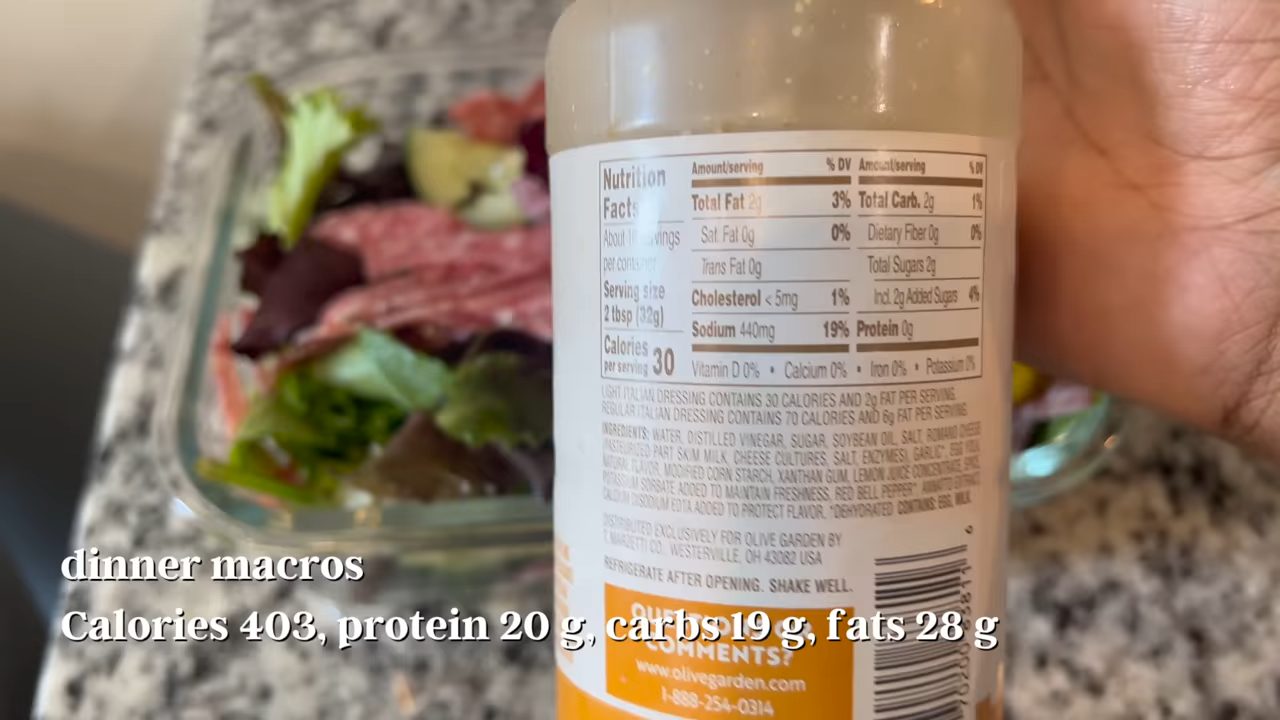 Nutrition
Facts
About 10 servings
per container
Serving size
2 tbsp (32g)
Calories
per serving 30
Amount/serving % DV
Total Fat 2g 3%
Sat. Fat 0g 0%
Trans Fat 0g
Cholesterol <5mg 1%
Sodium 440mg 19%
Amount/serving % DV
Total Carb. 2g 1%
Dietary Fiber 0g 0%
Total Sugars 2g
Incl. 2g Added Sugars 4%
Protein 0g
Vitamin D 0% • Calcium 0% • Iron 0% • Potassium 0%
LIGHT ITALIAN DRESSING CONTAINS 30 CALORIES AND 2g FAT PER SERVING.
REGULAR ITALIAN DRESSING CONTAINS 70 CALORIES AND 6g FAT PER SERVING.
INGREDIENTS: WATER, DISTILLED VINEGAR, SUGAR, SOYBEAN OIL, SALT, ROMANO CHEESE
(PASTEURIZED PART SKIM MILK, CHEESE CULTURES, SALT, ENZYMES), GARLIC*, EGG
NATURAL FLAVOR, MODIFIED CORN STARCH, XANTHAN GUM, LEMON JUICE CONCENTRATE, SPICE,
POTASSIUM SORBATE ADDED TO MAINTAIN FRESHNESS, RED BELL PEPPER*, ANNATTO EXTRACT,
CALCIUM DISODIUM EDTA ADDED TO PROTECT FLAVOR. *DEHYDRATED CONTAINS: EGG, MILK.
DISTRIBUTED EXCLUSIVELY FOR OLIVE GARDEN BY
T. MARZETTI CO. WESTERVILLE, OH 43082 USA
REFRIGERATE AFTER OPENING. SHAKE WELL.
QUESTIONS OR
COMMENTS?
www.olivegarden.com
1-888-254-0314
dinner macros
Calories 403, protein 20 g, carbs 19 g, fats 28 g